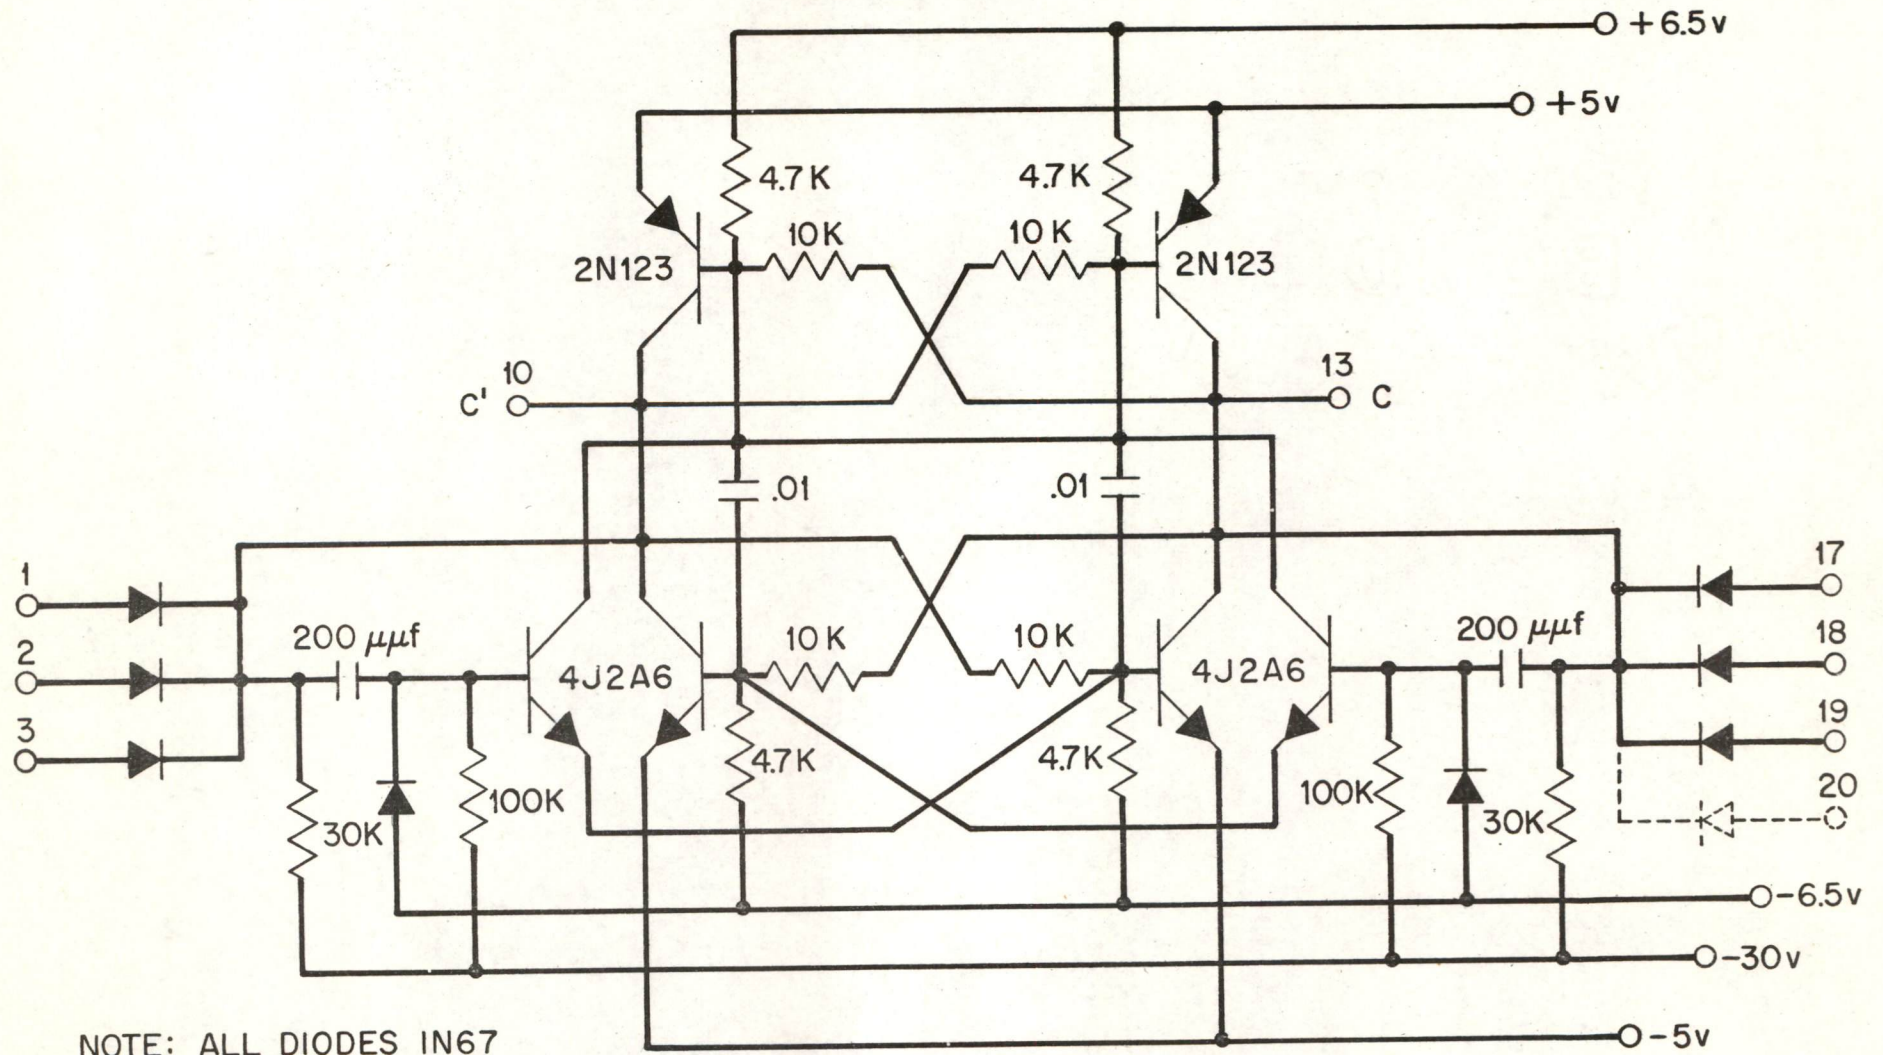 +6.5v
+5v
4.7K
4.7K
10K
10K
2N123
2N123
10
C'
13
C
.01
.01
1
17
200 µµf
10K
10K
200 µµf
18
2
4J2A6
4J2A6
3
19
4.7K
4.7K
100K
100K
20
30K
30K
-6.5v
-30v
NOTE: ALL DIODES IN67
-5v